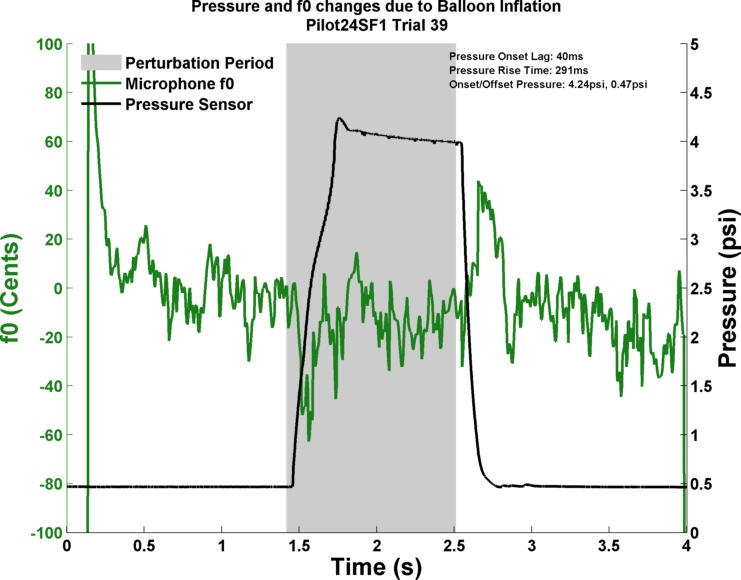 Pressure and f0 changes due to Balloon Inflation
Pilot24SF1 Trial 39
Pressure Onset Lag: 40ms
Pressure Rise Time: 291ms
Onset/Offset Pressure: 4.24psi, 0.47psi
Perturbation Period
Microphone f0
Pressure Sensor
f0 (Cents)
100
80
60
40
20
0
-20
-40
-60
-80
-100
Pressure (psi)
5
4.5
4
3.5
3
2.5
2
1.5
1
0.5
0
0 0.5 1 1.5 2 2.5 3 3.5 4
Time (s)